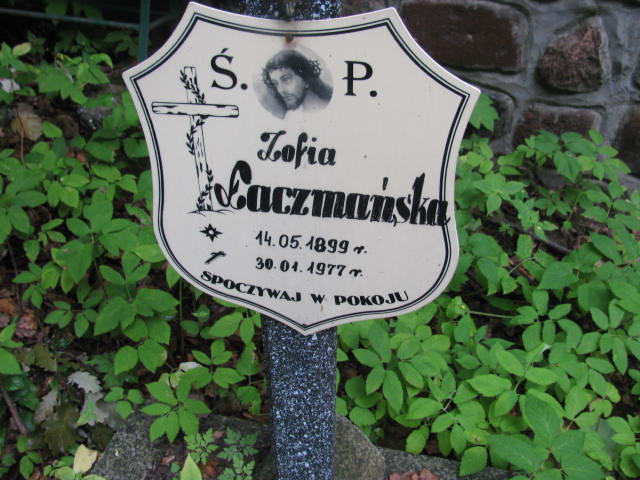 Ś. P.
Zofia
Łaczmańska
14.05.1899 r.
30.01.1977 r.
SPOCZYWAJ W POKOJU